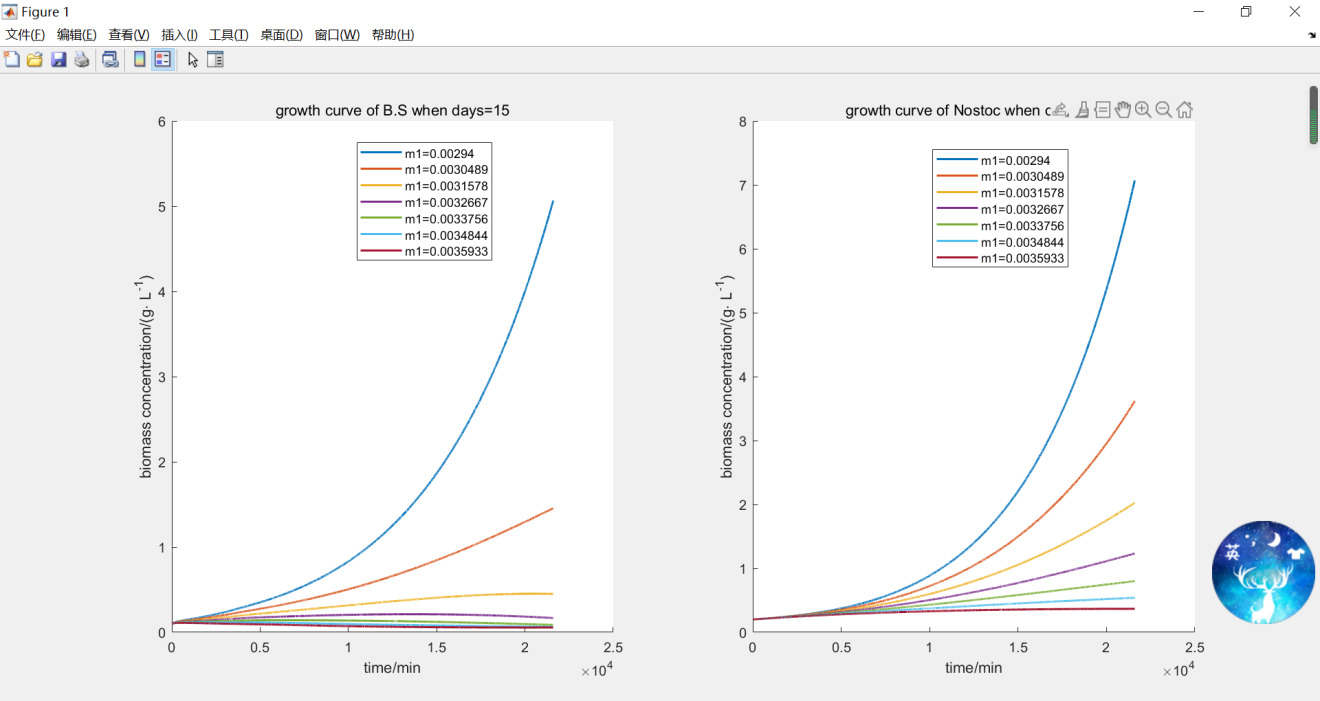 Figure 1
文件(F) 编辑(E) 查看(V) 插入(I) 工具(T) 桌面(D) 窗口(W) 帮助(H)
growth curve of B.S when days=15
6
5
4
3
2
1
0
biomass concentration/(g· L⁻¹)
m1=0.00294
m1=0.0030489
m1=0.0031578
m1=0.0032667
m1=0.0033756
m1=0.0034844
m1=0.0035933
0 0.5 1 1.5 2 2.5
time/min
×10⁴
growth curve of Nostoc when
8
7
6
5
4
3
2
1
0
biomass concentration/(g· L⁻¹)
m1=0.00294
m1=0.0030489
m1=0.0031578
m1=0.0032667
m1=0.0033756
m1=0.0034844
m1=0.0035933
0 0.5 1 1.5 2 2.5
time/min
×10⁴
英